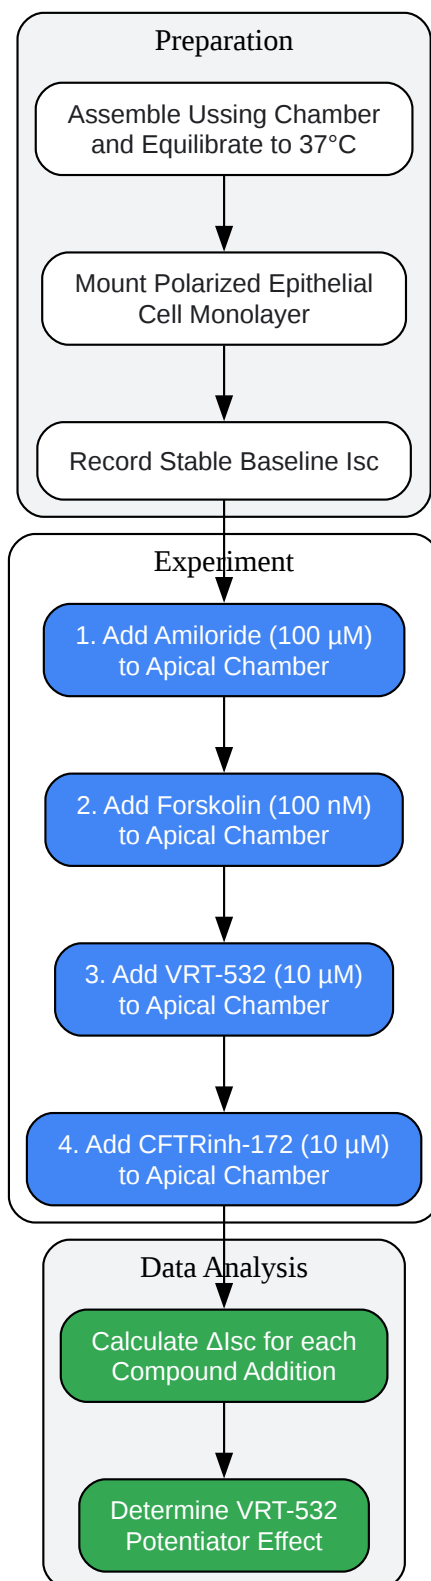 Preparation
Assemble Ussing Chamber
and Equilibrate to 37°C
Mount Polarized Epithelial
Cell Monolayer
Record Stable Baseline Isc
Experiment
1. Add Amiloride (100 µM)
to Apical Chamber
2. Add Forskolin (100 nM)
to Apical Chamber
3. Add VRT-532 (10 µM)
to Apical Chamber
4. Add CFTRinh-172 (10 µM)
to Apical Chamber
Data Analysis
Calculate ΔIsc for each
Compound Addition
Determine VRT-532
Potentiator Effect